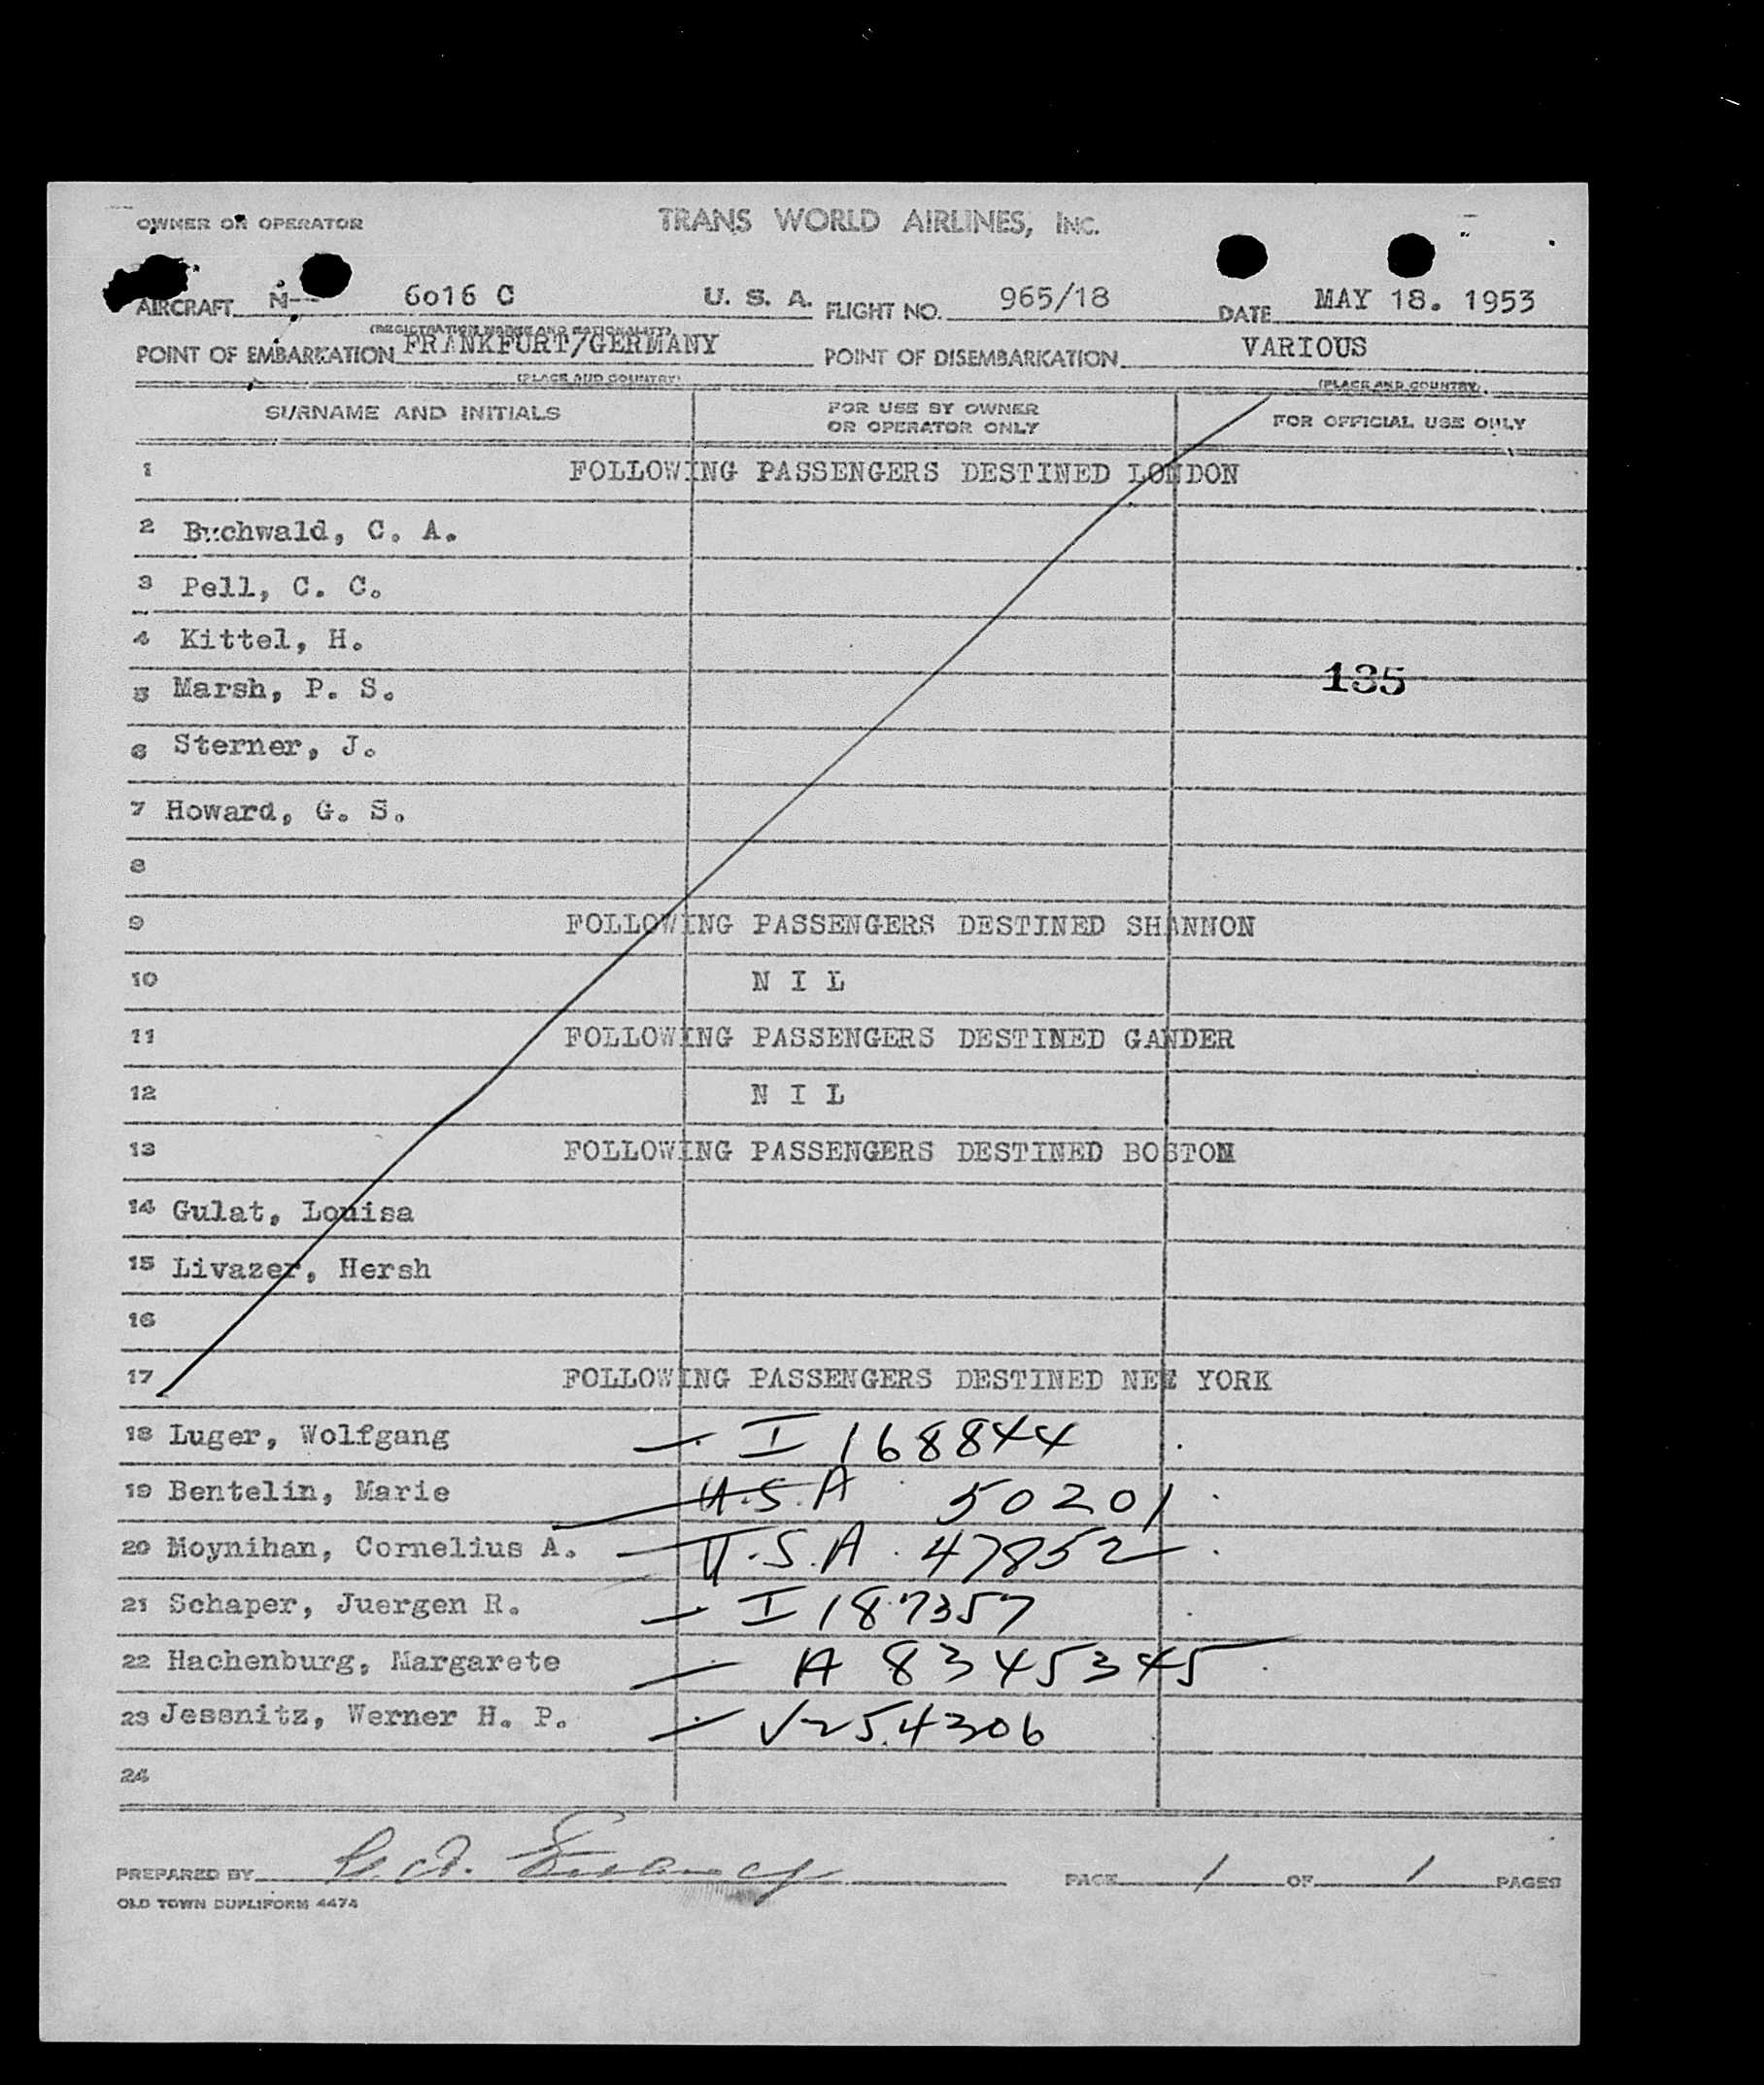 OWNER OR OPERATOR TRANS WORLD AIRLINES, INC.
AIRCRAFT N-- 6016 C U. S. A. FLIGHT NO. 965/18 DATE MAY 18. 1953
(REGISTRATION MARKS AND NATIONALITY)
POINT OF EMBARKATION FRANKFURT/GERMANY POINT OF DISEMBARKATION VARIOUS
(PLACE AND COUNTRY) (PLACE AND COUNTRY)
SURNAME AND INITIALS FOR USE BY OWNER OR OPERATOR ONLY FOR OFFICIAL USE ONLY
1 FOLLOWING PASSENGERS DESTINED LONDON
2 Buchwald, C. A.
3 Pell, C. C.
4 Kittel, H.
135
5 Marsh, P. S.
6 Sterner, J.
7 Howard, G. S.
8
9 FOLLOWING PASSENGERS DESTINED SHANNON
10 N I L
11 FOLLOWING PASSENGERS DESTINED GANDER
12 N I L
13 FOLLOWING PASSENGERS DESTINED BOSTON
14 Gulat, Louisa
15 Livazer, Hersh
16
17 FOLLOWING PASSENGERS DESTINED NEE YORK
18 Luger, Wolfgang — I 168844
19 Bentelin, Marie — U.S.A 50201
20 Moynihan, Cornelius A. — U.S.A. 47852
21 Schaper, Juergen R. — I 187357
22 Hachenburg, Margarete — A 8345345
23 Jessnitz, Werner H. P. — V254306
24
PREPARED BY PAGE 1 OF 1 PAGES
OLD TOWN DUPLIFORM 4474